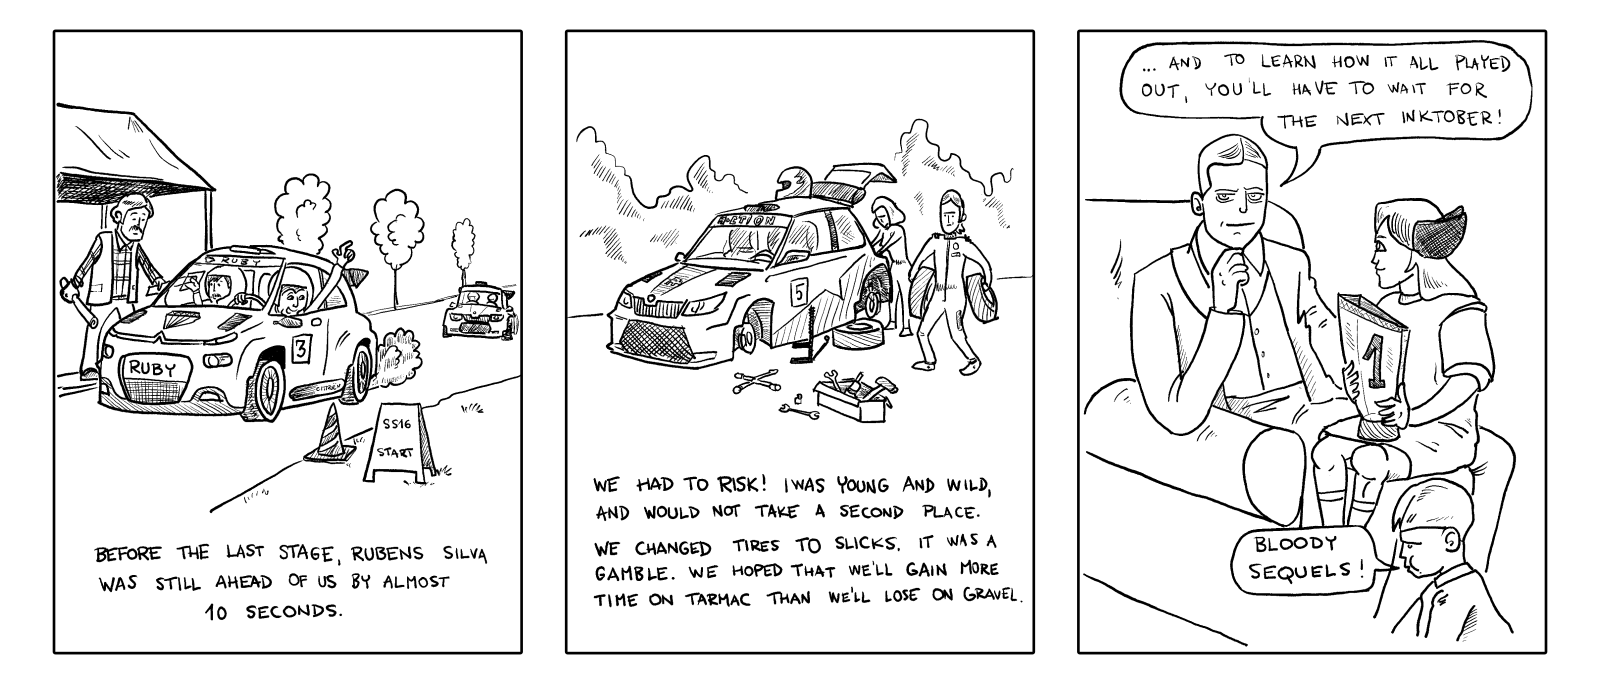 RUBY
RUBY
3
CITROËN
SS16
START
BEFORE THE LAST STAGE, RUBENS SILVA
WAS STILL AHEAD OF US BY ALMOST
10 SECONDS.
5
WE HAD TO RISK! I WAS YOUNG AND WILD,
AND WOULD NOT TAKE A SECOND PLACE.
WE CHANGED TIRES TO SLICKS. IT WAS A
GAMBLE. WE HOPED THAT WE'LL GAIN MORE
TIME ON TARMAC THAN WE'LL LOSE ON GRAVEL.
... AND TO LEARN HOW IT ALL PLAYED
OUT, YOU'LL HAVE TO WAIT FOR
THE NEXT INKTOBER!
1
BLOODY
SEQUELS!